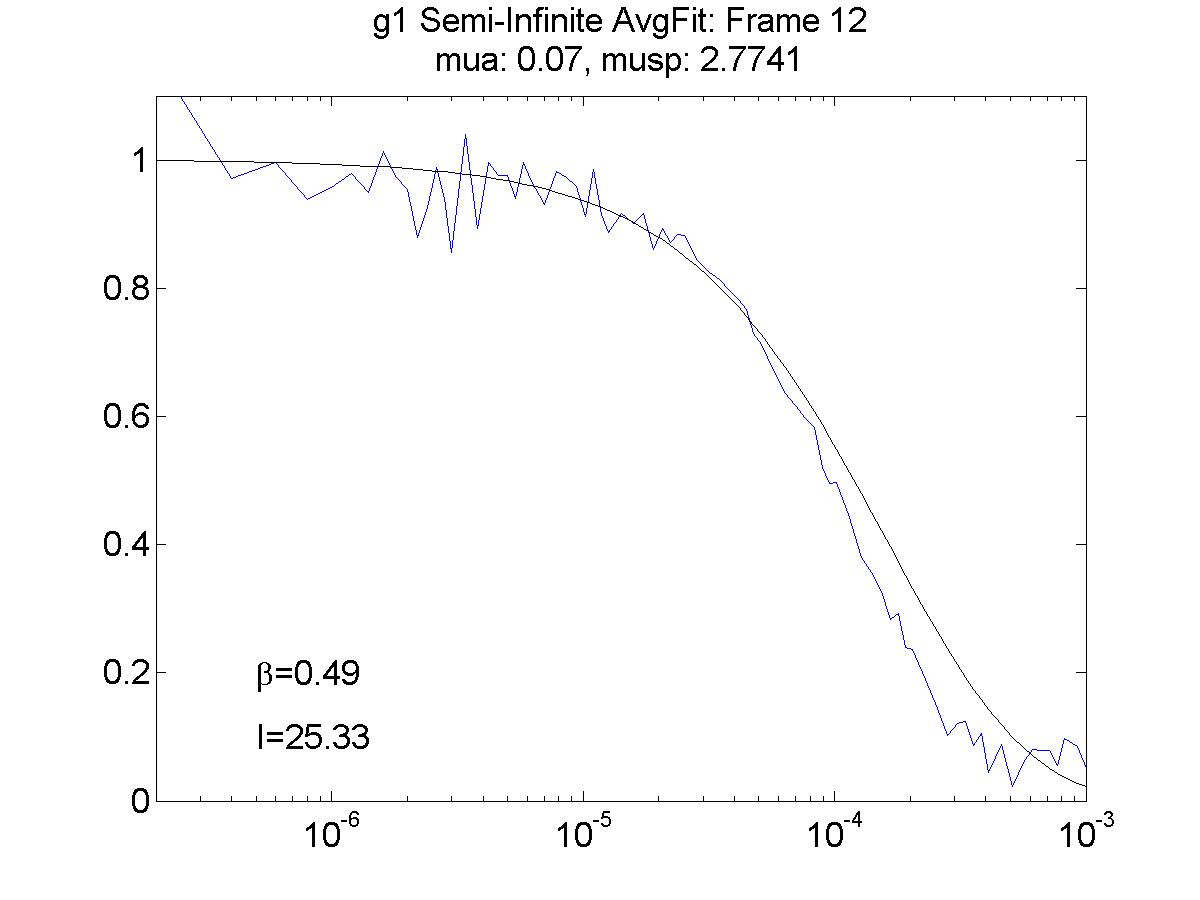 g1 Semi-Infinite AvgFit: Frame 12
mua: 0.07, musp: 2.7741
1
0.8
0.6
0.4
0.2
0
β=0.49
I=25.33
10^-6
10^-5
10^-4
10^-3